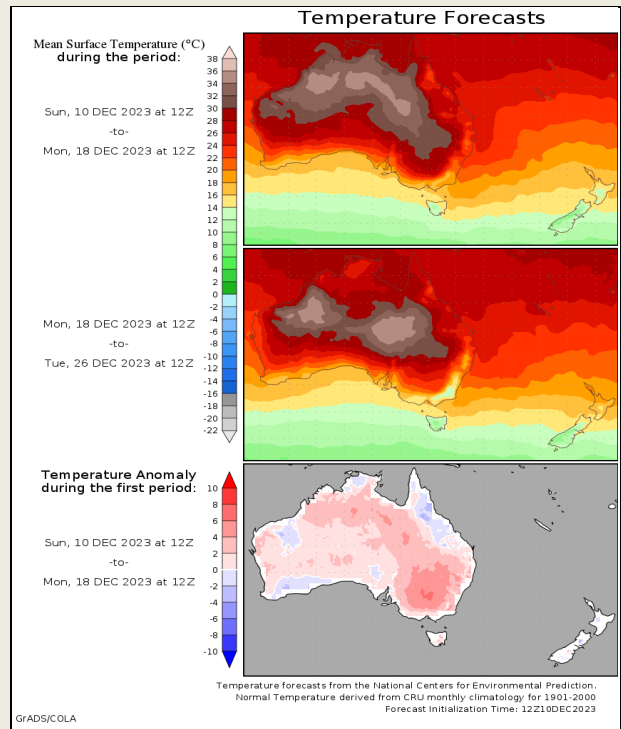 Temperature Forecasts
Mean Surface Temperature (°C)
during the period:
Sun, 10 DEC 2023 at 12Z
-to-
Mon, 18 DEC 2023 at 12Z
38
36
34
32
30
28
26
24
22
20
18
16
14
12
10
8
6
4
2
0
-2
-4
-6
-8
-10
-12
-14
-16
-18
-20
-22
Mon, 18 DEC 2023 at 12Z
-to-
Tue, 26 DEC 2023 at 12Z
Temperature Anomaly
during the first period:
Sun, 10 DEC 2023 at 12Z
-to-
Mon, 18 DEC 2023 at 12Z
10
8
6
4
2
0
-2
-4
-6
-8
-10
Temperature forecasts from the National Centers for Environmental Prediction.
Normal Temperature derived from CRU monthly climatology for 1901-2000
Forecast Initialization Time: 12Z10DEC2023
GrADS/COLA